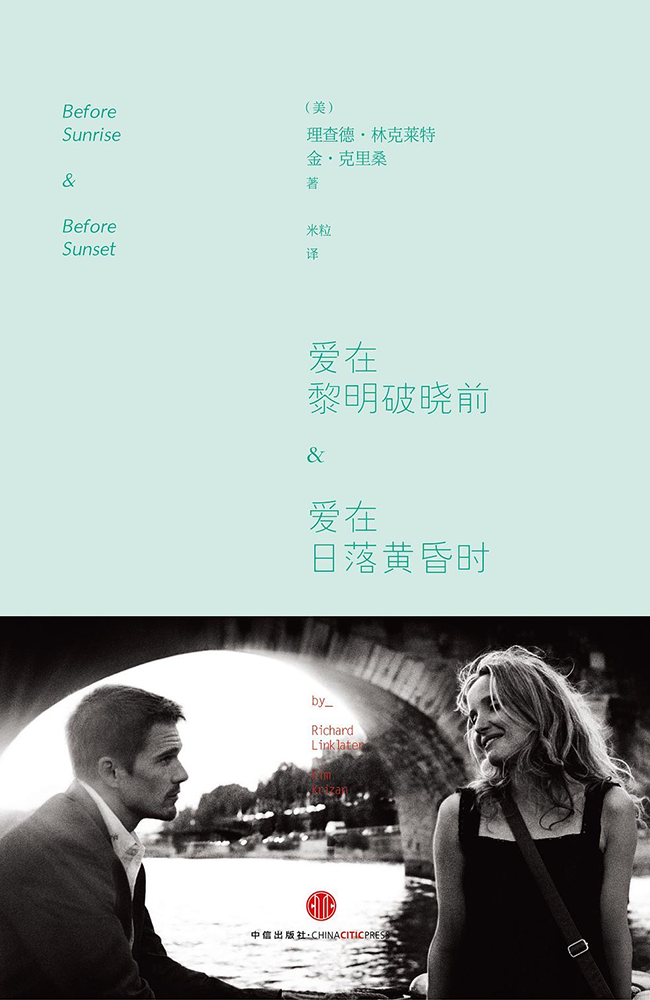 Before
Sunrise
&
Before
Sunset
（美）
理查德·林克莱特
金·克里桑
著
米粒
译
爱在
黎明破晓前
&
爱在
日落黄昏时
by_
Richard
Linklater
Kim
Krizan
中信出版社·CHINACITICPRESS